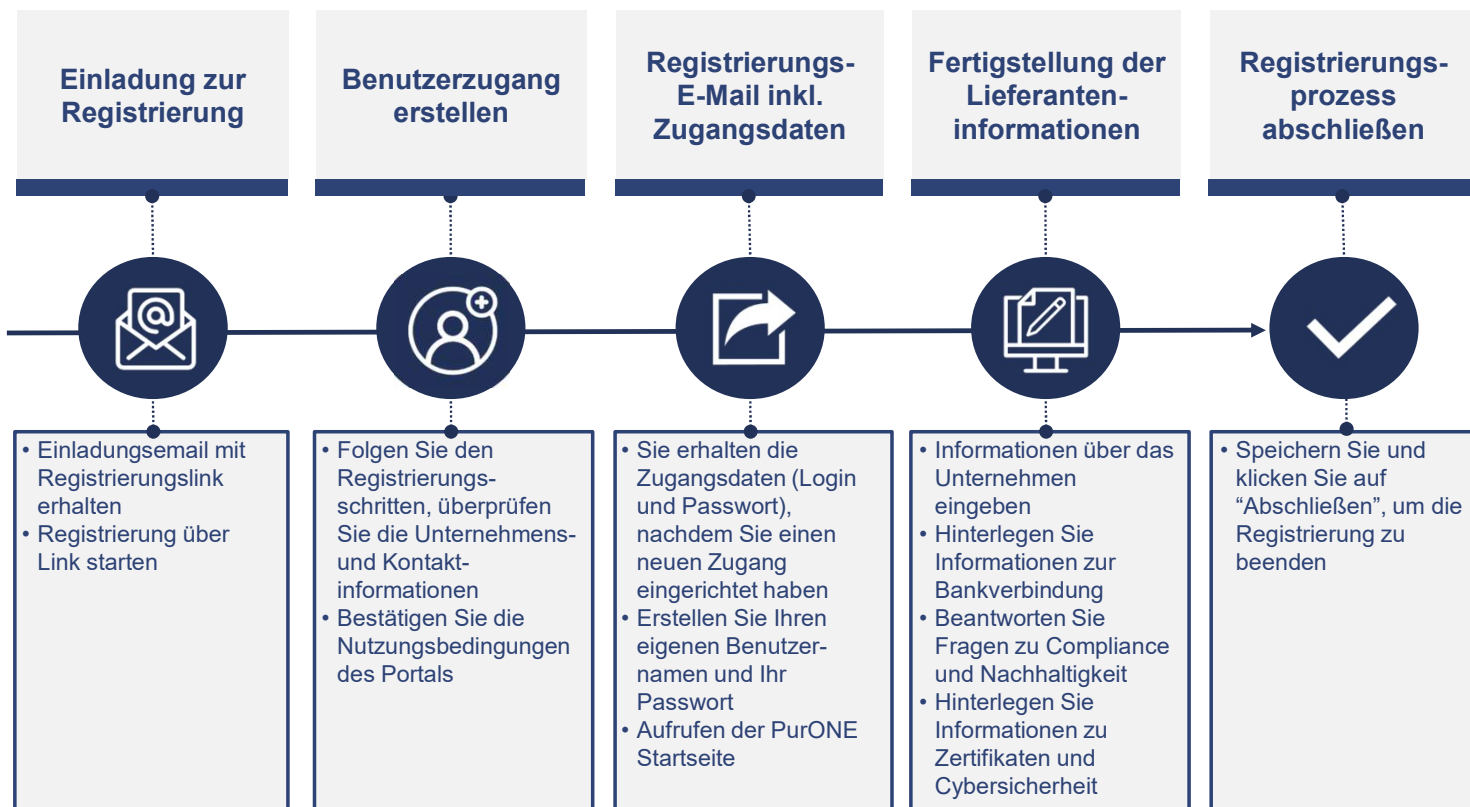 Einladung zur
Registrierung
Benutzerzugang
erstellen
Registrierungs-
E-Mail inkl.
Zugangsdaten
Fertigstellung der
Lieferanten-
informationen
Registrierungs-
prozess
abschließen
• Einladungsemail mit
Registrierungslink
erhalten
• Registrierung über
Link starten
• Folgen Sie den
Registrierungs-
schritten, überprüfen
Sie die Unternehmens-
und Kontakt-
informationen
• Bestätigen Sie die
Nutzungsbedingungen
des Portals
• Sie erhalten die
Zugangsdaten (Login
und Passwort),
nachdem Sie einen
neuen Zugang
eingerichtet haben
• Erstellen Sie Ihren
eigenen Benutzer-
namen und Ihr
Passwort
• Aufrufen der PurONE
Startseite
• Informationen über das
Unternehmen
eingeben
• Hinterlegen Sie
Informationen zur
Bankverbindung
• Beantworten Sie
Fragen zu Compliance
und Nachhaltigkeit
• Hinterlegen Sie
Informationen zu
Zertifikaten und
Cybersicherheit
• Speichern Sie und
klicken Sie auf
“Abschließen”, um die
Registrierung zu
beenden